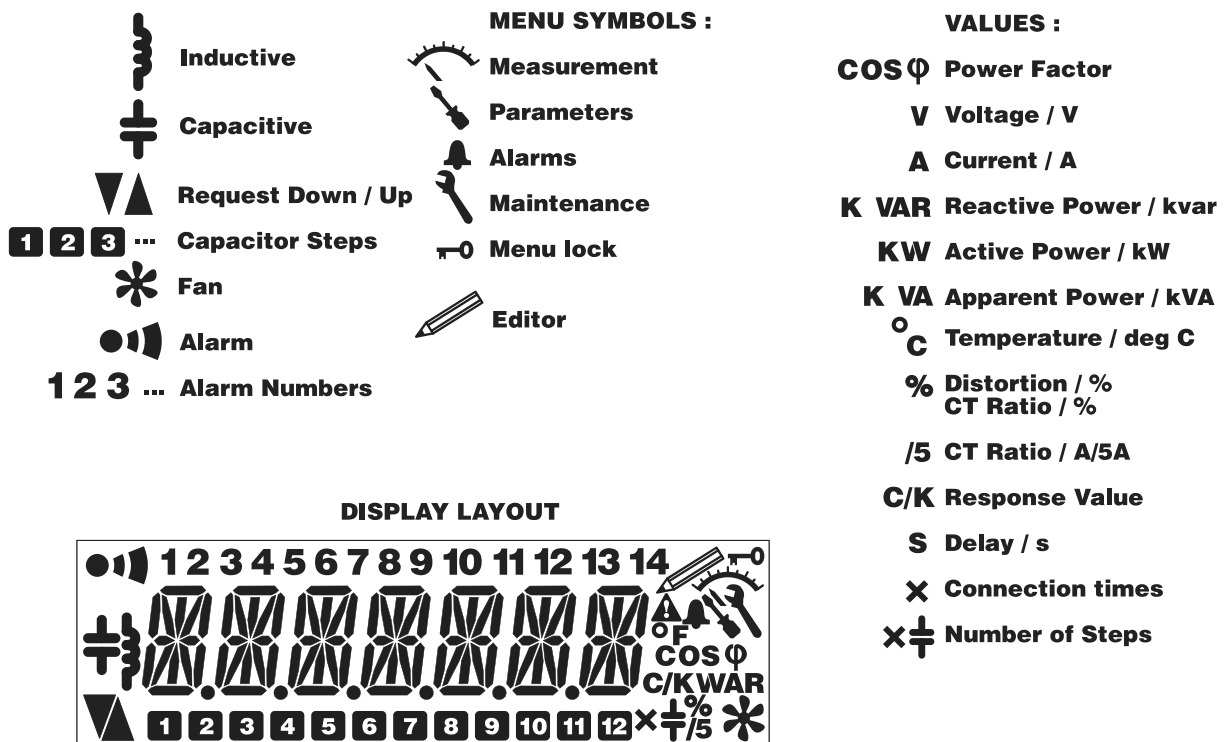 Inductive
Capacitive
Request Down / Up
1 2 3 ... Capacitor Steps
Fan
Alarm
1 2 3 ... Alarm Numbers
MENU SYMBOLS :
Measurement
Parameters
Alarms
Maintenance
Menu lock
Editor
VALUES :
COS φ Power Factor
V Voltage / V
A Current / A
K VAR Reactive Power / kvar
KW Active Power / kW
K VA Apparent Power / kVA
°C Temperature / deg C
% Distortion / %
CT Ratio / %
/5 CT Ratio / A/5A
C/K Response Value
S Delay / s
× Connection times
× Number of Steps
DISPLAY LAYOUT
1 2 3 4 5 6 7 8 9 10 11 12 13 14
°F
COS φ
C/KWAR
1 2 3 4 5 6 7 8 9 10 11 12 × % /5